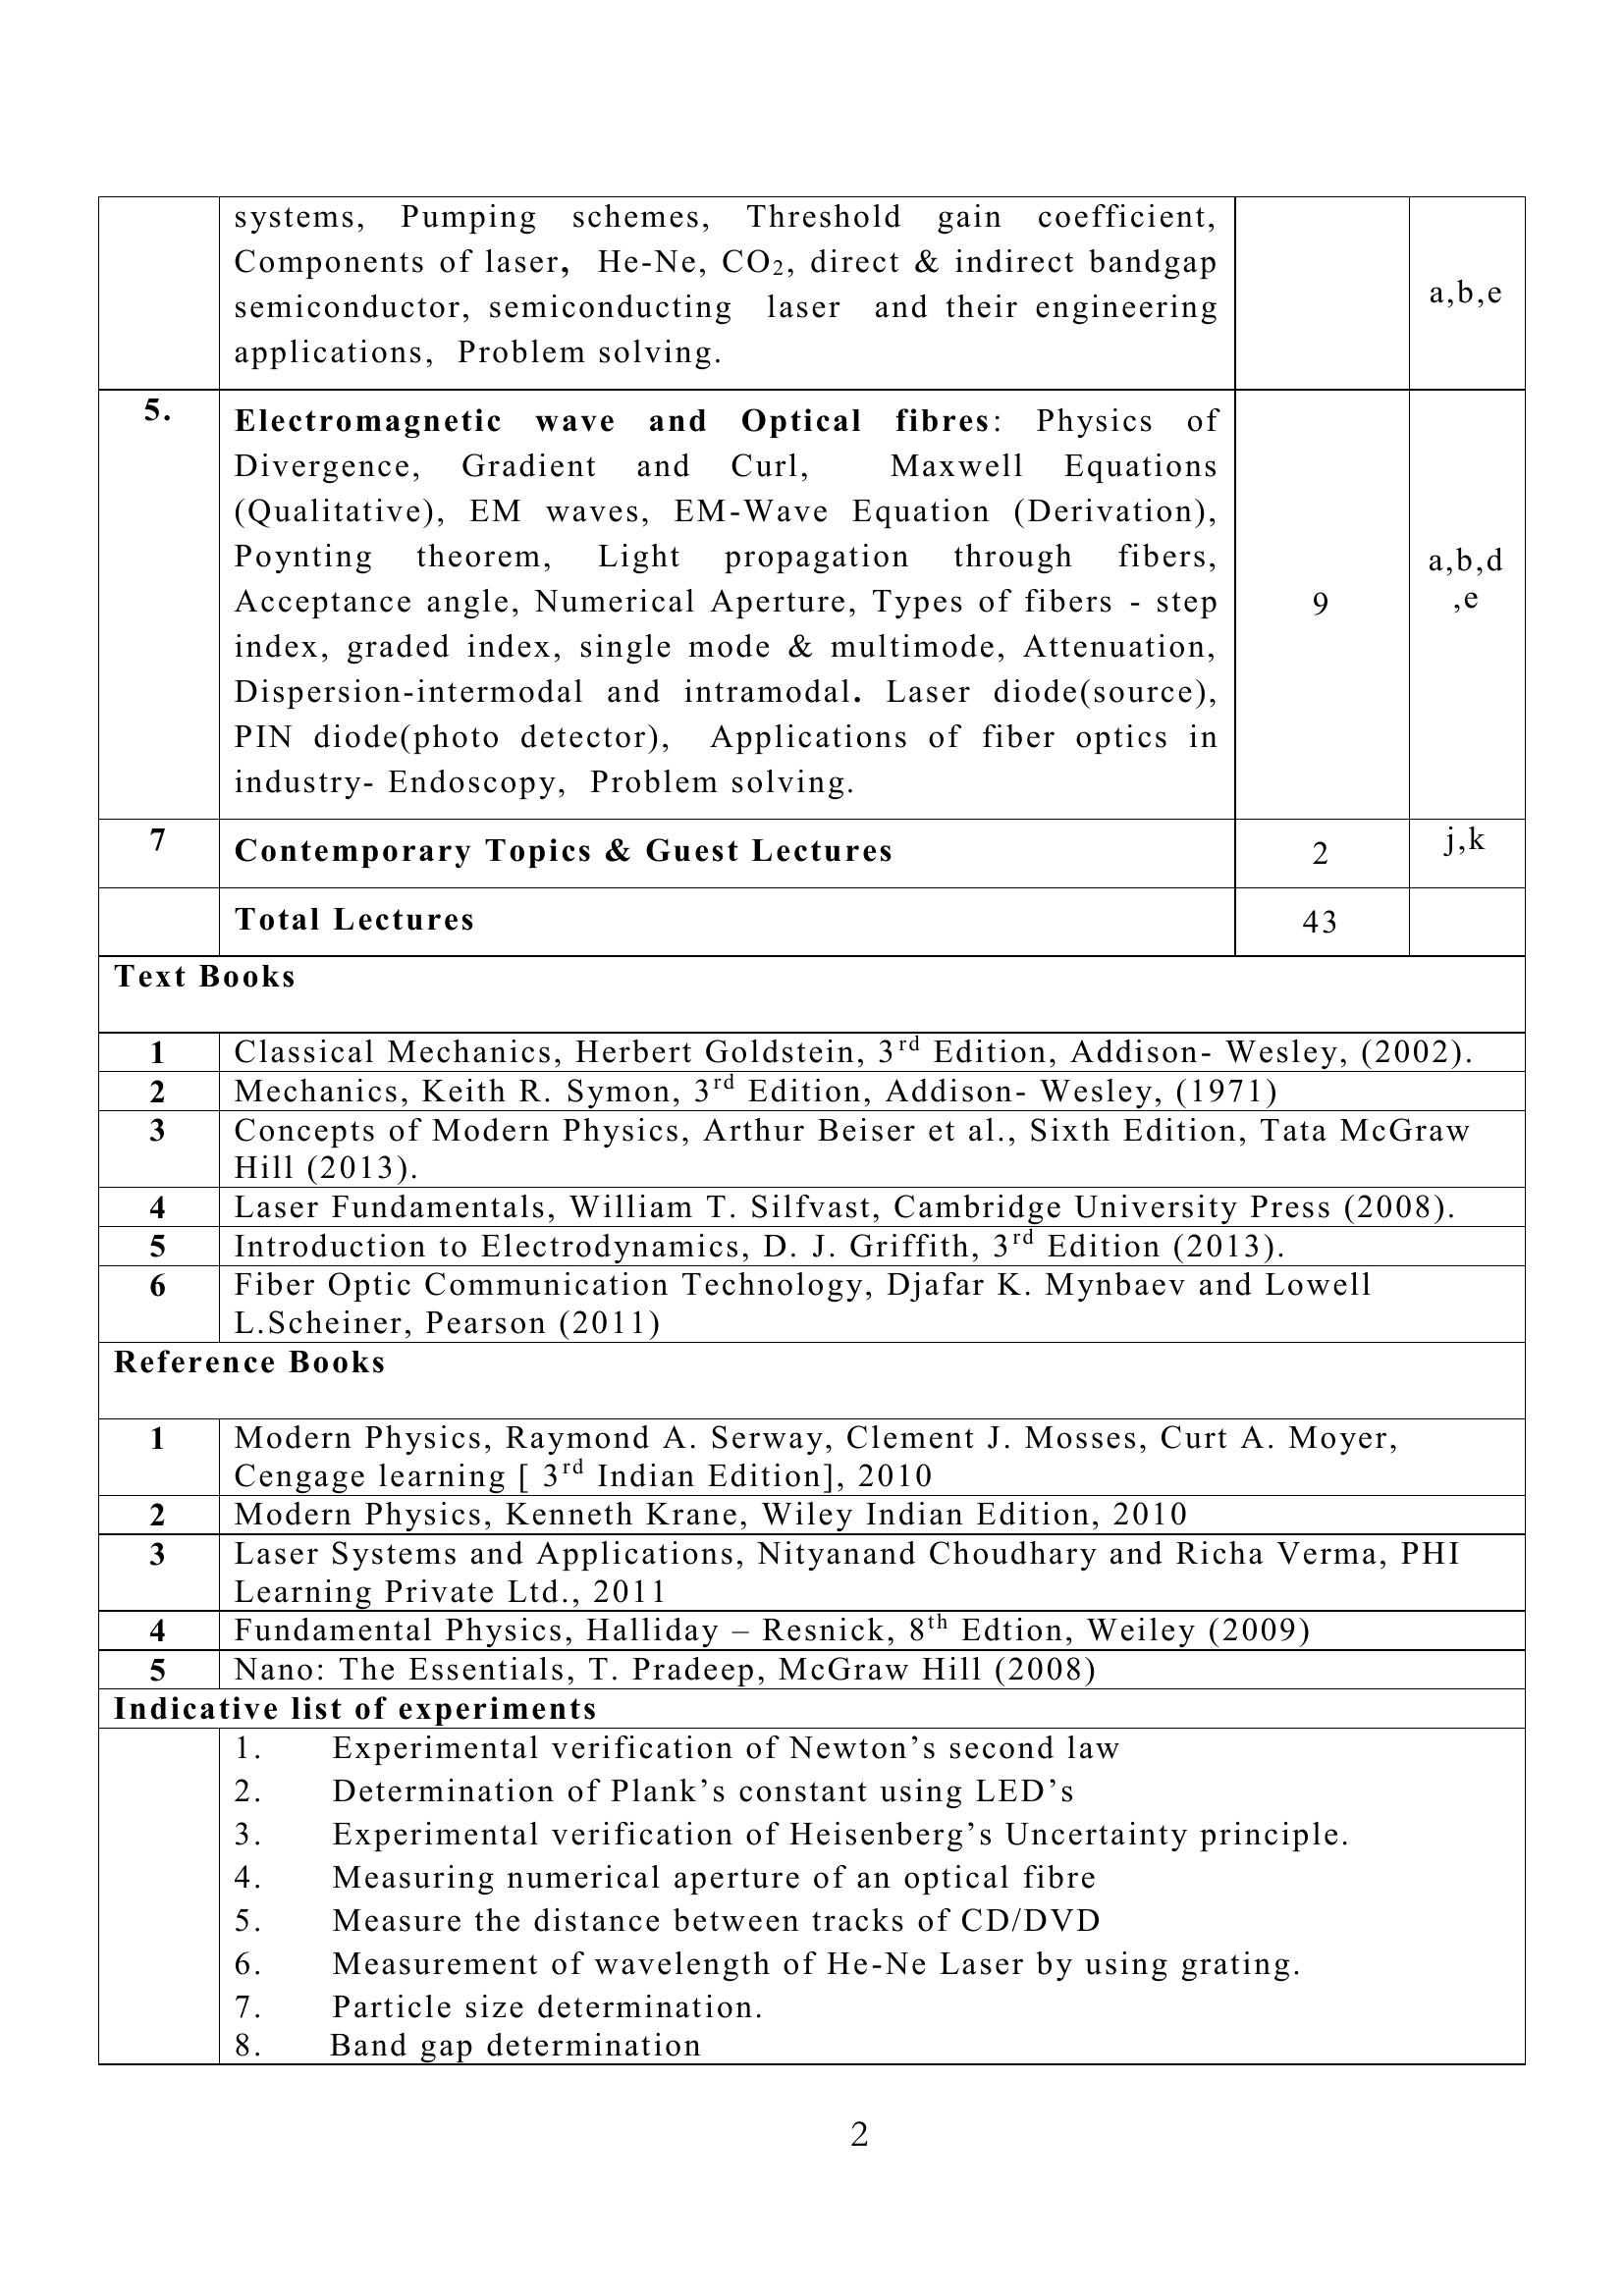 systems, Pumping schemes, Threshold gain coefficient,
Components of laser, He-Ne, CO₂, direct & indirect bandgap
semiconductor, semiconducting laser and their engineering
applications, Problem solving.
a,b,e
5.
Electromagnetic wave and Optical fibres: Physics of
Divergence, Gradient and Curl, Maxwell Equations
(Qualitative), EM waves, EM-Wave Equation (Derivation),
Poynting theorem, Light propagation through fibers,
Acceptance angle, Numerical Aperture, Types of fibers - step
index, graded index, single mode & multimode, Attenuation,
Dispersion-intermodal and intramodal. Laser diode(source),
PIN diode(photo detector), Applications of fiber optics in
industry- Endoscopy, Problem solving.
9
a,b,d
,e
7 Contemporary Topics & Guest Lectures 2 j,k
Total Lectures 43
Text Books
1 Classical Mechanics, Herbert Goldstein, 3rd Edition, Addison- Wesley, (2002).
2 Mechanics, Keith R. Symon, 3rd Edition, Addison- Wesley, (1971)
3 Concepts of Modern Physics, Arthur Beiser et al., Sixth Edition, Tata McGraw
Hill (2013).
4 Laser Fundamentals, William T. Silfvast, Cambridge University Press (2008).
5 Introduction to Electrodynamics, D. J. Griffith, 3rd Edition (2013).
6 Fiber Optic Communication Technology, Djafar K. Mynbaev and Lowell
L.Scheiner, Pearson (2011)
Reference Books
1 Modern Physics, Raymond A. Serway, Clement J. Mosses, Curt A. Moyer,
Cengage learning [ 3rd Indian Edition], 2010
2 Modern Physics, Kenneth Krane, Wiley Indian Edition, 2010
3 Laser Systems and Applications, Nityanand Choudhary and Richa Verma, PHI
Learning Private Ltd., 2011
4 Fundamental Physics, Halliday – Resnick, 8th Edtion, Weiley (2009)
5 Nano: The Essentials, T. Pradeep, McGraw Hill (2008)
Indicative list of experiments
1. Experimental verification of Newton’s second law
2. Determination of Plank’s constant using LED’s
3. Experimental verification of Heisenberg’s Uncertainty principle.
4. Measuring numerical aperture of an optical fibre
5. Measure the distance between tracks of CD/DVD
6. Measurement of wavelength of He-Ne Laser by using grating.
7. Particle size determination.
8. Band gap determination
2